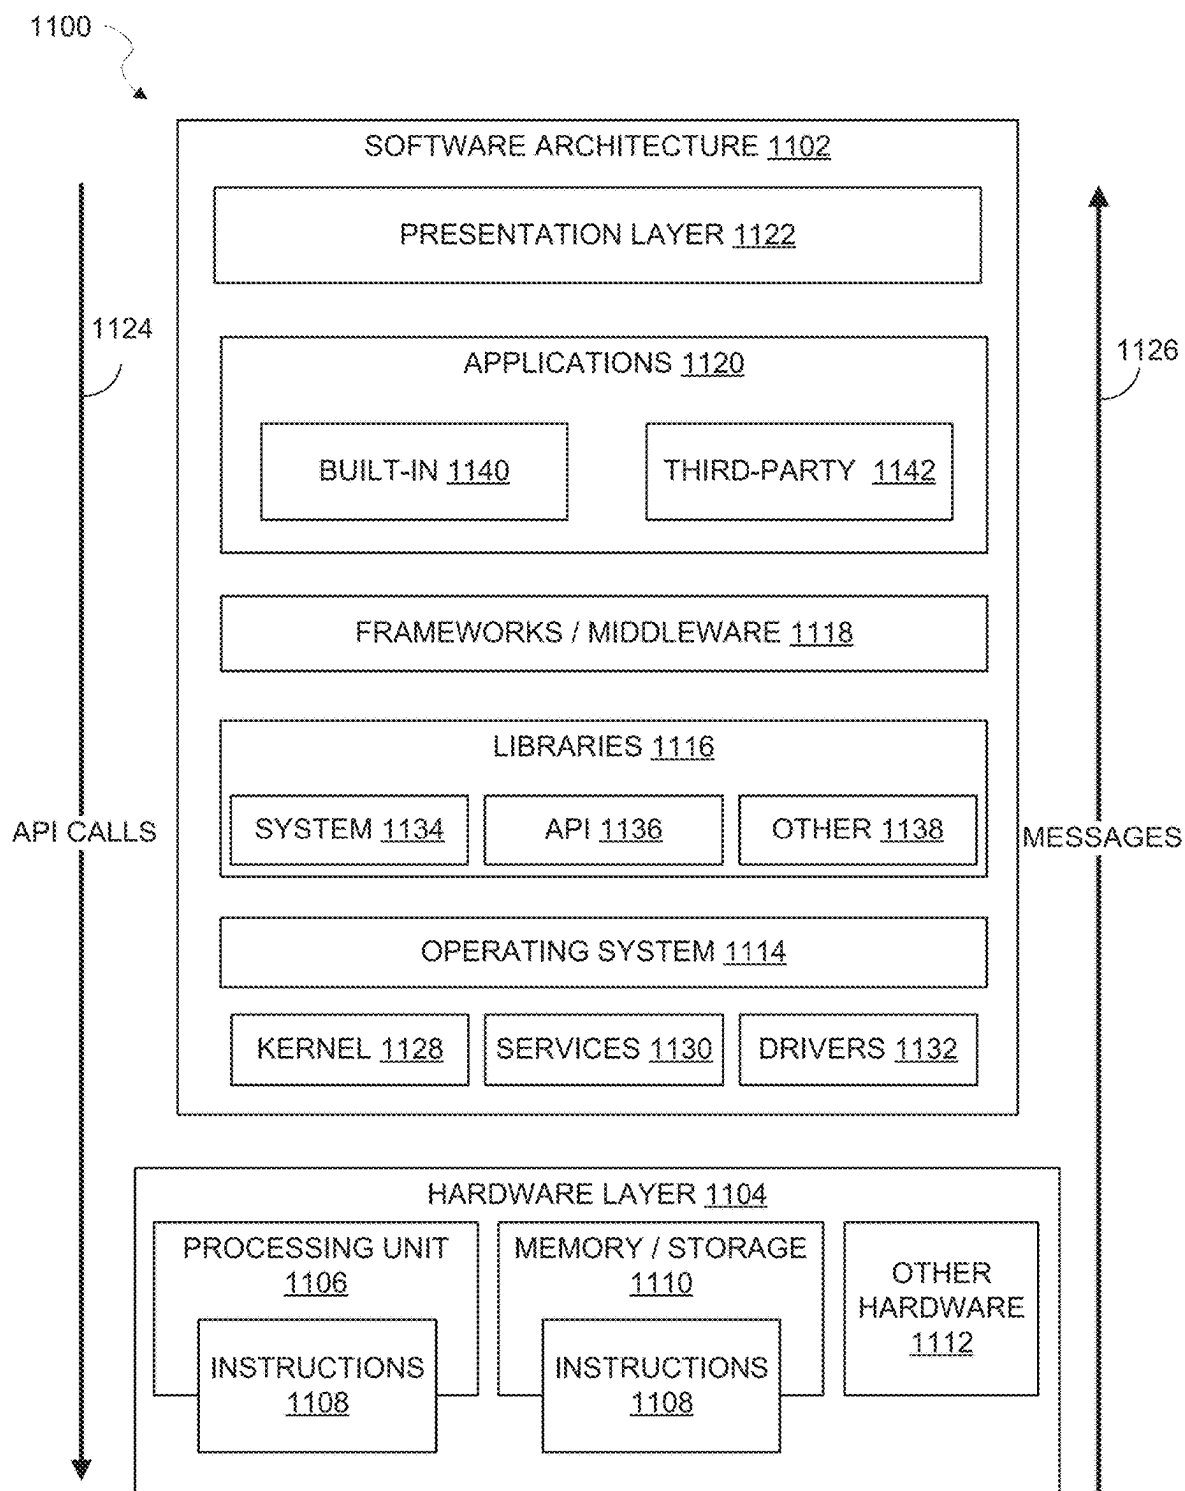 1100
SOFTWARE ARCHITECTURE 1102
PRESENTATION LAYER 1122
1124
1126
APPLICATIONS 1120
BUILT-IN 1140
THIRD-PARTY 1142
FRAMEWORKS / MIDDLEWARE 1118
LIBRARIES 1116
SYSTEM 1134
API 1136
OTHER 1138
API CALLS
MESSAGES
OPERATING SYSTEM 1114
KERNEL 1128
SERVICES 1130
DRIVERS 1132
HARDWARE LAYER 1104
PROCESSING UNIT
1106
INSTRUCTIONS
1108
MEMORY / STORAGE
1110
INSTRUCTIONS
1108
OTHER
HARDWARE
1112